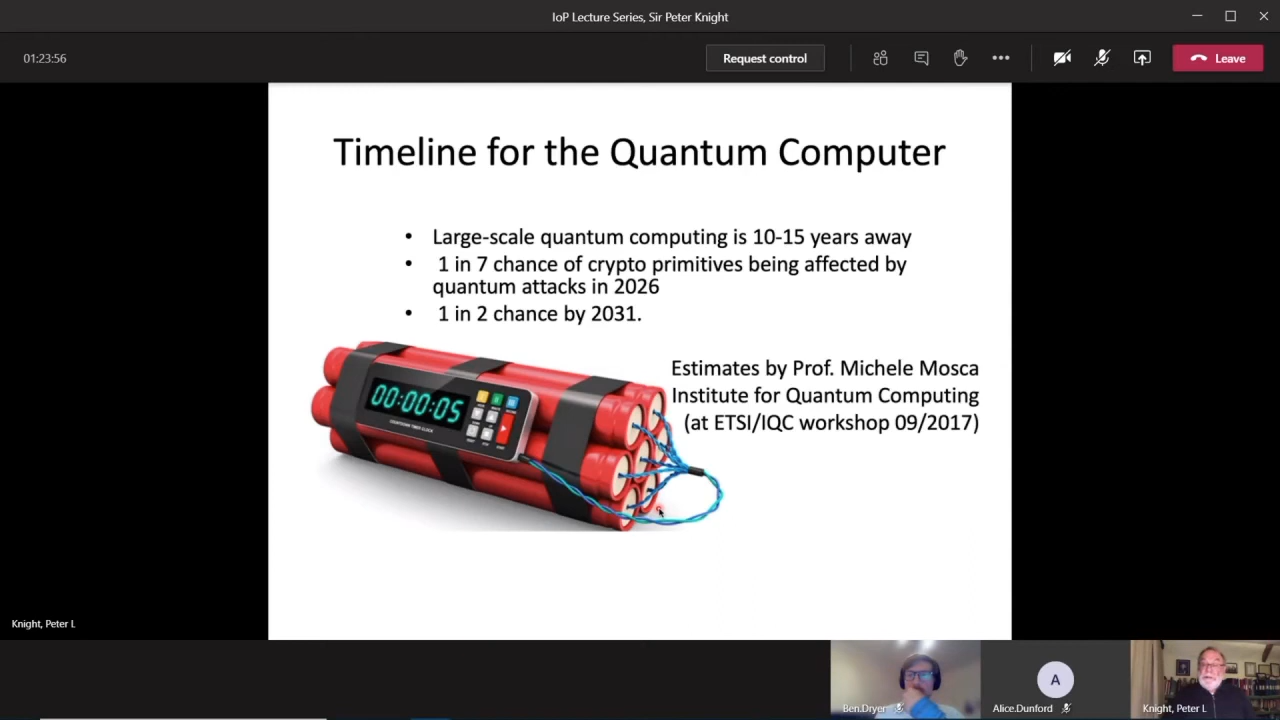 IoP Lecture Series, Sir Peter Knight
01:23:56
Request control
Leave
Timeline for the Quantum Computer
• Large-scale quantum computing is 10-15 years away
• 1 in 7 chance of crypto primitives being affected by
quantum attacks in 2026
• 1 in 2 chance by 2031.
Estimates by Prof. Michele Mosca
Institute for Quantum Computing
(at ETSI/IQC workshop 09/2017)
00:00:05
COUNTDOWN TIMER CLOCK
Knight, Peter L
Ben.Dryer
A
Alice.Dunford
Knight, Peter L